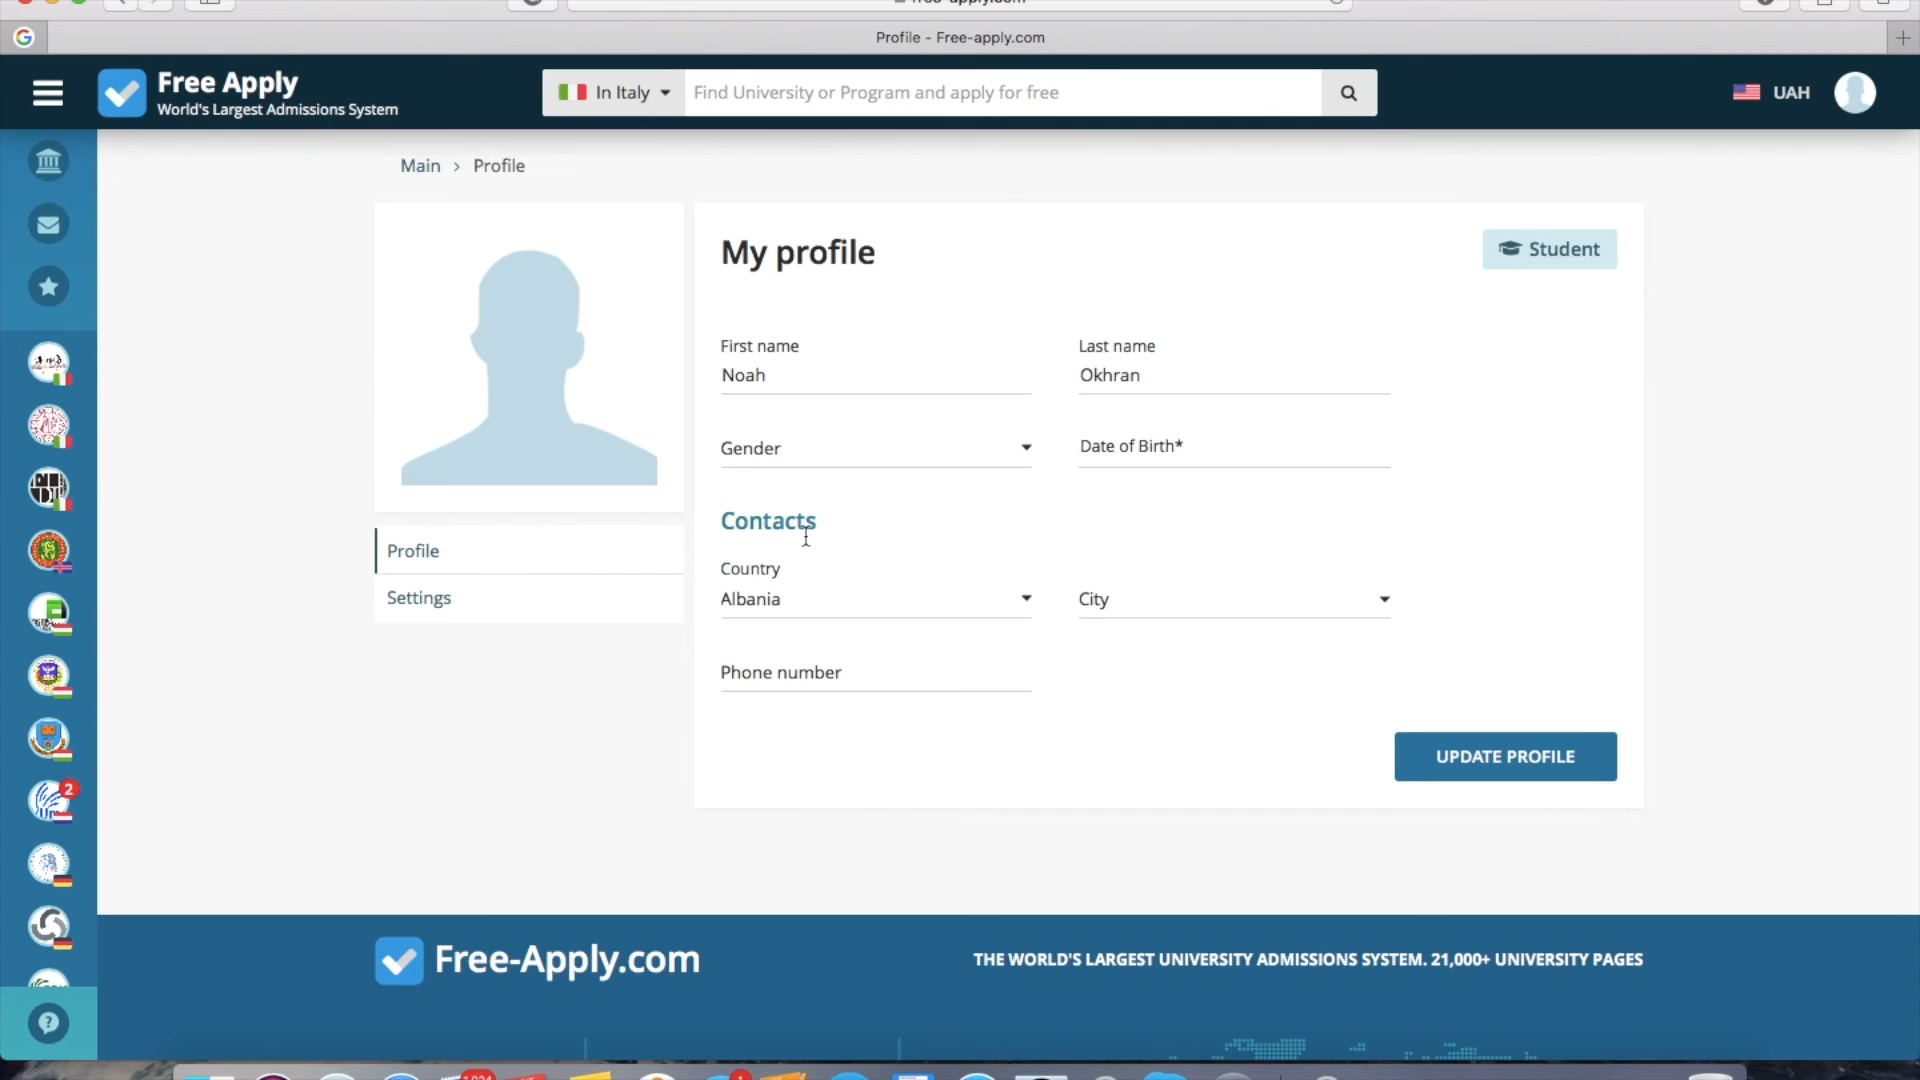 Profile - Free-apply.com
Free Apply
World's Largest Admissions System
In Italy
Find University or Program and apply for free
UAH
Main > Profile
My profile
Student
First name
Last name
Noah
Okhran
Gender
Date of Birth*
Contacts
Profile
Country
Settings
Albania
City
Phone number
UPDATE PROFILE
2
Free-Apply.com
THE WORLD'S LARGEST UNIVERSITY ADMISSIONS SYSTEM. 21,000+ UNIVERSITY PAGES